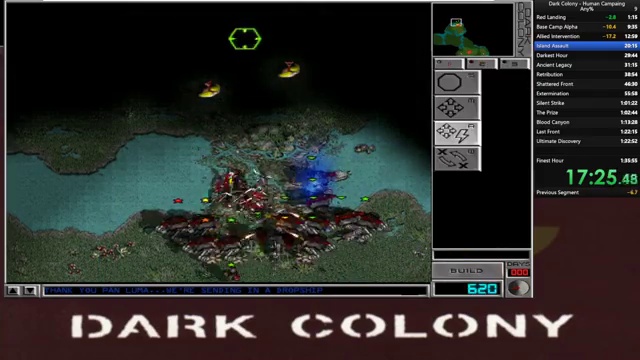 Dark Colony - Human Campaing
Any%
9
Red Landing -3.8 1:15
Base Camp Alpha -10.4 9:35
Allied Intervention -17.2 12:59
Island Assault 20:15
Darkest Hour 29:44
Ancient Legacy 31:15
Retribution 38:54
Shattered Front 46:30
Extermination 55:58
Silent Strike 1:01:22
The Prize 1:02:44
Blood Canyon 1:13:28
Last Front 1:22:15
Ultimate Discovery 1:22:52
Finest Hour 1:35:55
17:25.48
Previous Segment -6.7
DARK COLONY
BUILD
DAYS
000
620
THANK YOU PAN LUMA...WE'RE SENDING IN A DROPSHIP
DARK COLONY